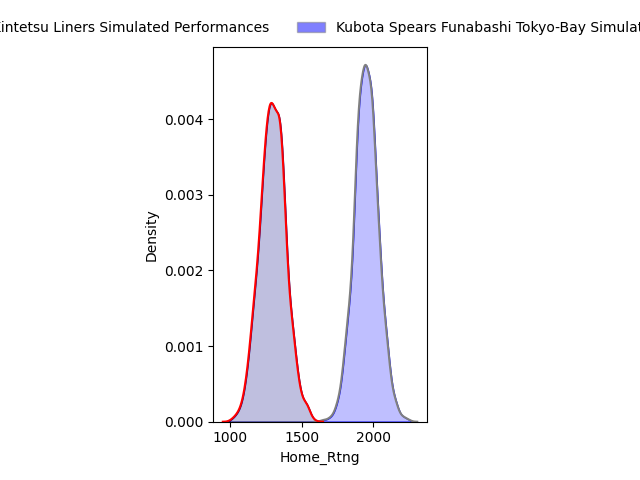 Kintetsu Liners Simulated Performances
Kubota Spears Funabashi Tokyo-Bay Simulat
0.004
0.003
0.002
0.001
0.000
Density
1000 1500 2000
Home_Rtng